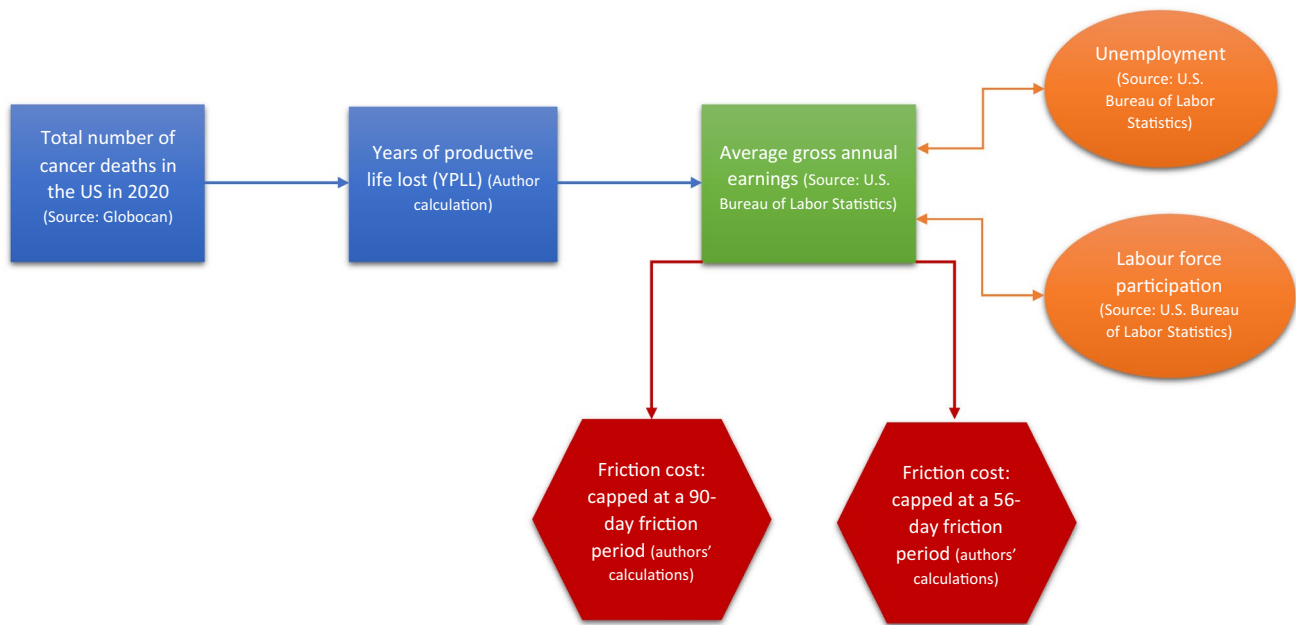 Total number of
cancer deaths in
the US in 2020
(Source: Globocan)
Years of productive
life lost (YPLL) (Author
calculation)
Average gross annual
earnings (Source: U.S.
Bureau of Labor Statistics)
Unemployment
(Source: U.S.
Bureau of Labor
Statistics)
Labour force
participation
(Source: U.S. Bureau
of Labor Statistics)
Friction cost:
capped at a 90-
day friction
period (authors’
calculations)
Friction cost:
capped at a 56-
day friction
period (authors’
calculations)